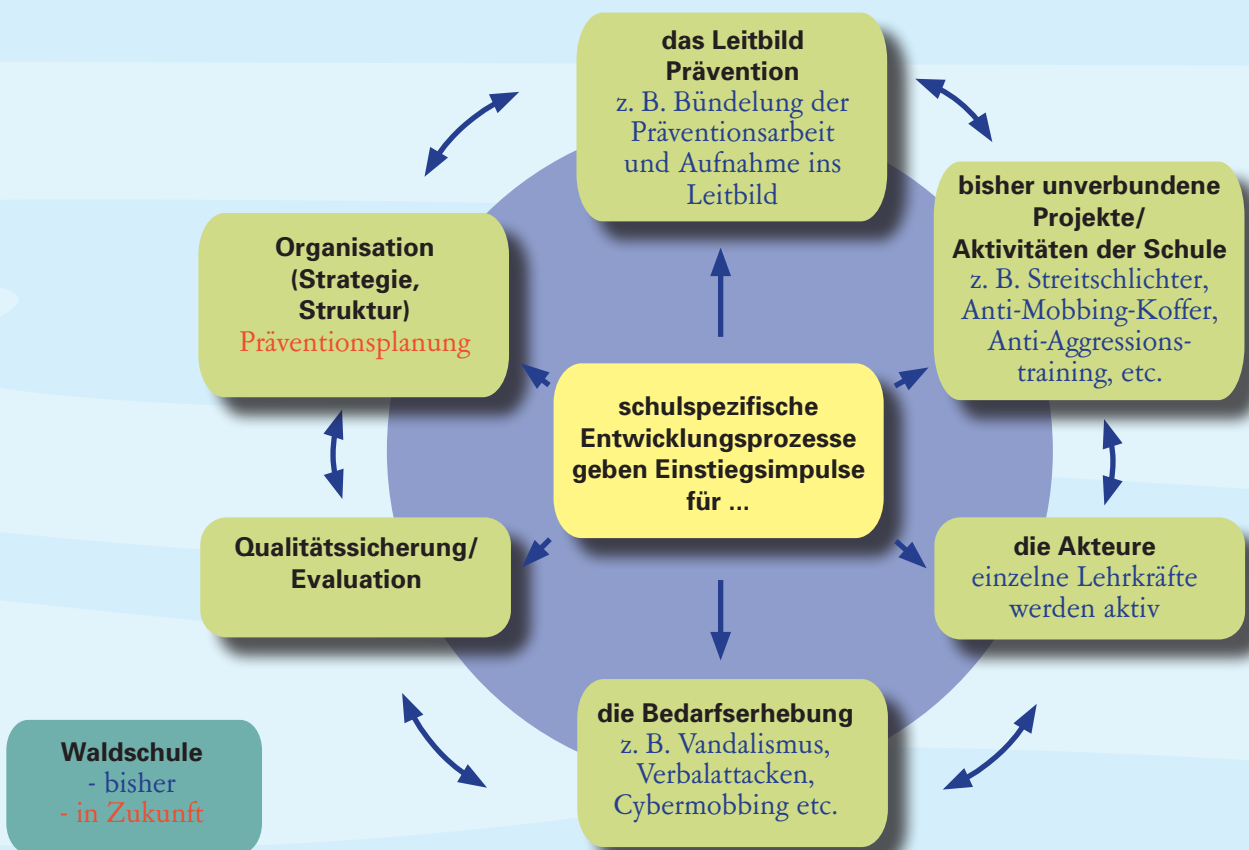 das Leitbild
Prävention
z. B. Bündelung der
Präventionsarbeit
und Aufnahme ins
Leitbild
bisher unverbundene
Projekte/
Aktivitäten der Schule
z. B. Streitschlichter,
Anti-Mobbing-Koffer,
Anti-Aggressions-
training, etc.
Organisation
(Strategie,
Struktur)
Präventionsplanung
schulspezifische
Entwicklungsprozesse
geben Einstiegsimpulse
für ...
Qualitätssicherung/
Evaluation
die Akteure
einzelne Lehrkräfte
werden aktiv
die Bedarfserhebung
z. B. Vandalismus,
Verbalattacken,
Cybermobbing etc.
Waldschule
- bisher
- in Zukunft